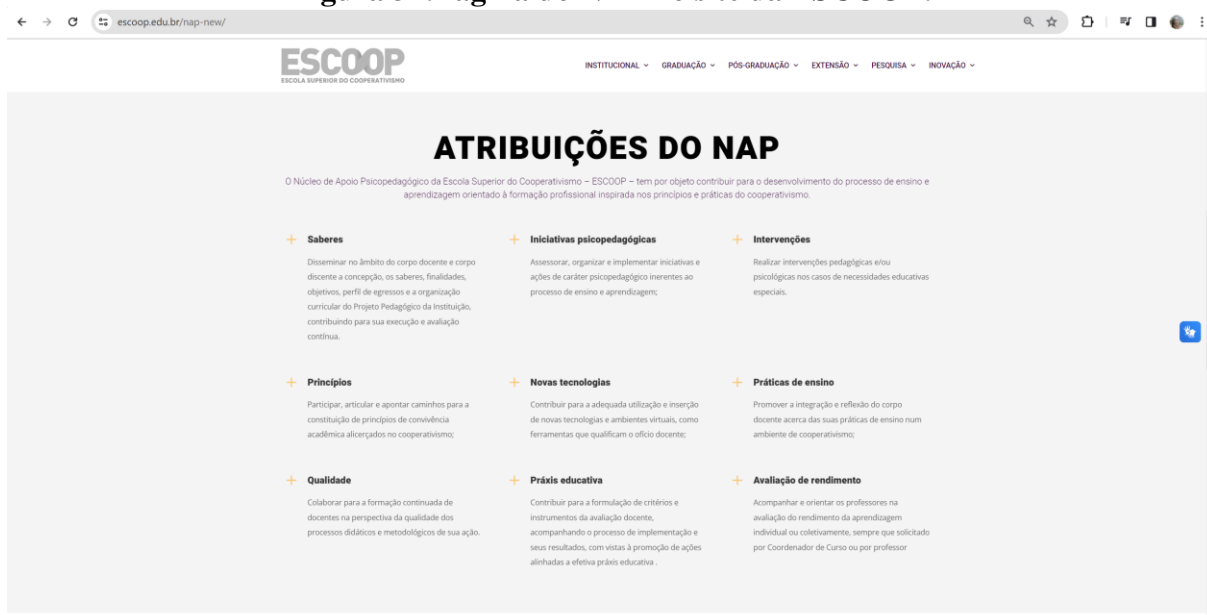 escoop.edu.br/nap-new/
ESCOOP
ESCOLA SUPERIOR DO COOPERATIVISMO
INSTITUCIONAL GRADUAÇÃO PÓS-GRADUAÇÃO EXTENSÃO PESQUISA INOVAÇÃO
ATRIBUIÇÕES DO NAP
O Núcleo de Apoio Psicopedagógico da Escola Superior do Cooperativismo – ESCOOP – tem por objeto contribuir para o desenvolvimento do processo de ensino e
aprendizagem orientado à formação profissional inspirada nos princípios e práticas do cooperativismo.
Saberes
Disseminar no âmbito do corpo docente e corpo
discente a concepção, os saberes, finalidades,
objetivos, perfil de egressos e a organização
curricular do Projeto Pedagógico da Instituição,
contribuindo para sua execução e avaliação
contínua.
Iniciativas psicopedagógicas
Assessorar, organizar e implementar iniciativas e
ações de caráter psicopedagógico inerentes ao
processo de ensino e aprendizagem;
Intervenções
Realizar intervenções pedagógicas e/ou
psicológicas nos casos de necessidades educativas
especiais.
Princípios
Participar, articular e apontar caminhos para a
constituição de princípios de convivência
acadêmica alicerçados no cooperativismo;
Novas tecnologias
Contribuir para a adequada utilização e inserção
de novas tecnologias e ambientes virtuais, como
ferramentas que qualificam o ofício docente;
Práticas de ensino
Promover a integração e reflexão do corpo
docente acerca das suas práticas de ensino num
ambiente de cooperativismo;
Qualidade
Colaborar para a formação continuada de
docentes na perspectiva da qualidade dos
processos didáticos e metodológicos de sua ação.
Práxis educativa
Contribuir para a formulação de critérios e
instrumentos da avaliação docente,
acompanhando o processo de implementação e
seus resultados, com vistas à promoção de ações
alinhadas a efetiva práxis educativa .
Avaliação de rendimento
Acompanhar e orientar os professores na
avaliação do rendimento da aprendizagem
individual ou coletivamente, sempre que solicitado
por Coordenador de Curso ou por professor